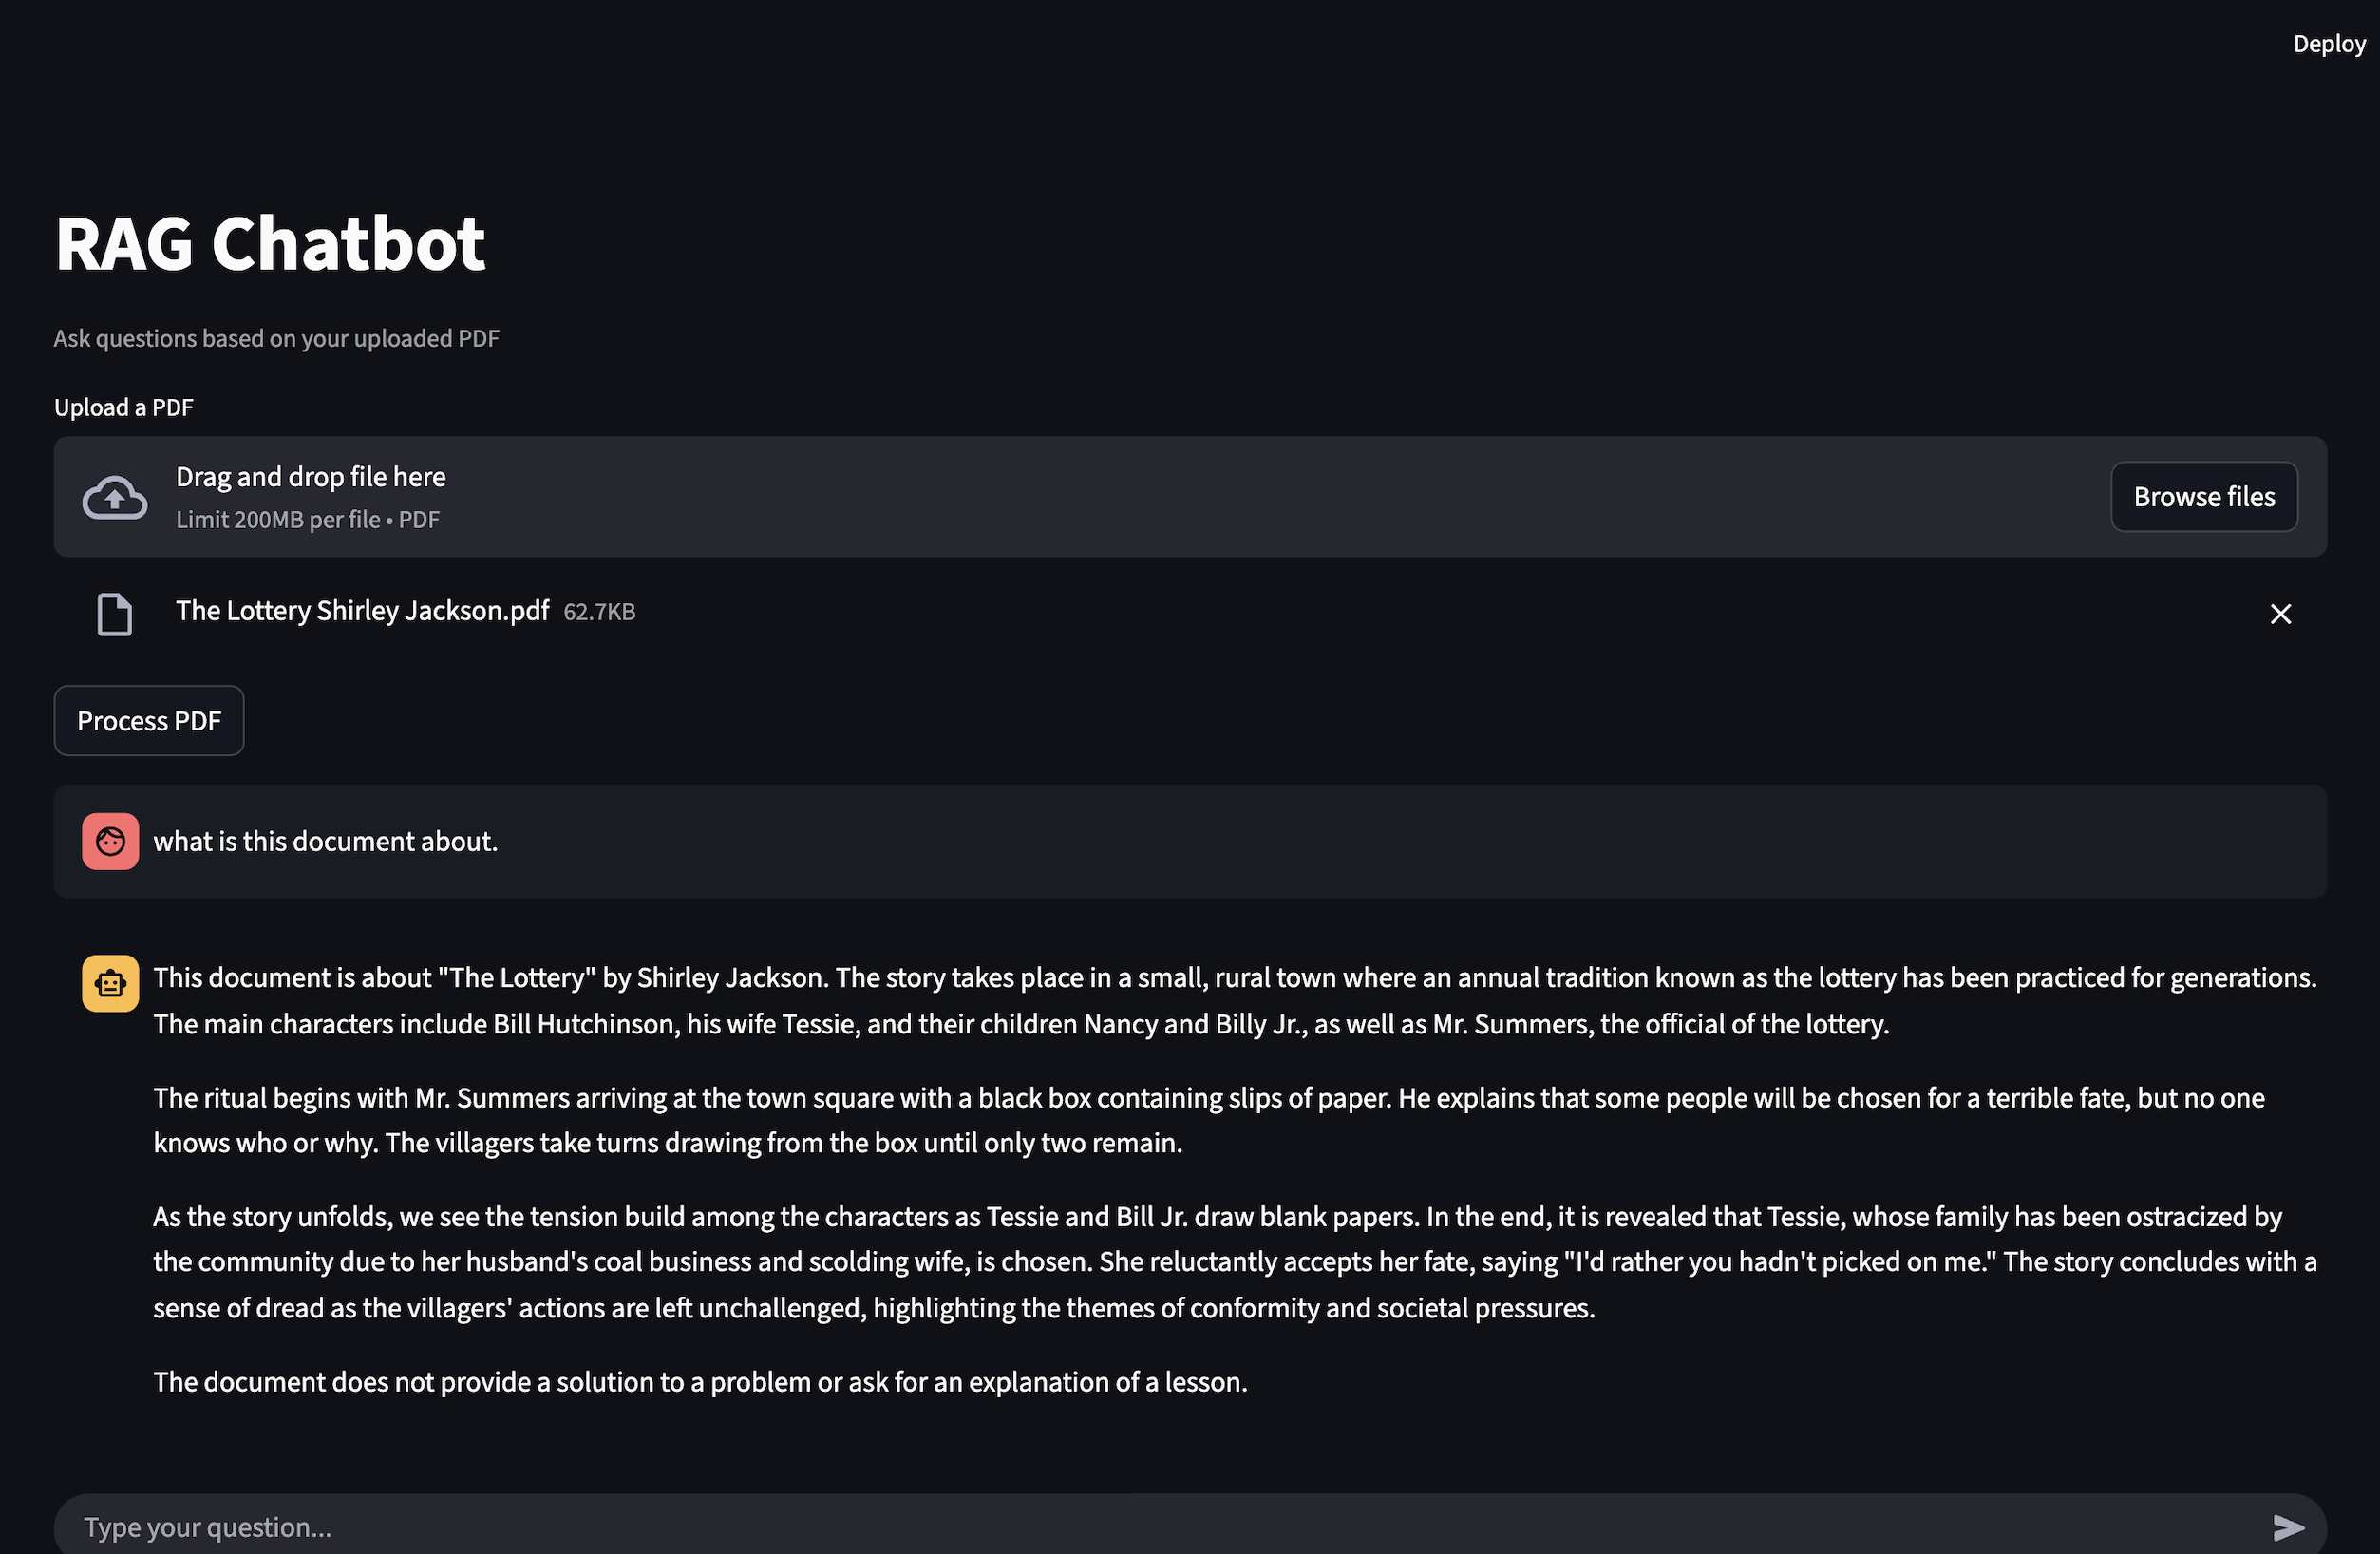 Deploy
RAG Chatbot
Ask questions based on your uploaded PDF
Upload a PDF
Drag and drop file here
Limit 200MB per file • PDF
Browse files
The Lottery Shirley Jackson.pdf 62.7KB
Process PDF
what is this document about.
This document is about "The Lottery" by Shirley Jackson. The story takes place in a small, rural town where an annual tradition known as the lottery has been practiced for generations.
The main characters include Bill Hutchinson, his wife Tessie, and their children Nancy and Billy Jr., as well as Mr. Summers, the official of the lottery.
The ritual begins with Mr. Summers arriving at the town square with a black box containing slips of paper. He explains that some people will be chosen for a terrible fate, but no one
knows who or why. The villagers take turns drawing from the box until only two remain.
As the story unfolds, we see the tension build among the characters as Tessie and Bill Jr. draw blank papers. In the end, it is revealed that Tessie, whose family has been ostracized by
the community due to her husband's coal business and scolding wife, is chosen. She reluctantly accepts her fate, saying "I'd rather you hadn't picked on me." The story concludes with a
sense of dread as the villagers' actions are left unchallenged, highlighting the themes of conformity and societal pressures.
The document does not provide a solution to a problem or ask for an explanation of a lesson.
Type your question...